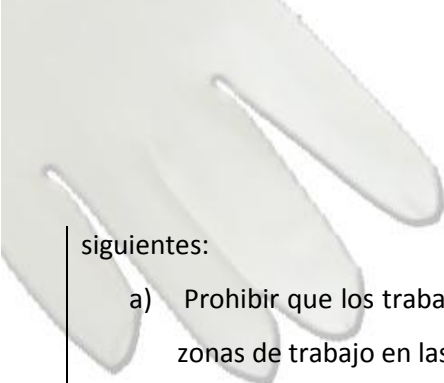 siguientes:
a) Prohibir que los traba
zonas de trabajo en las